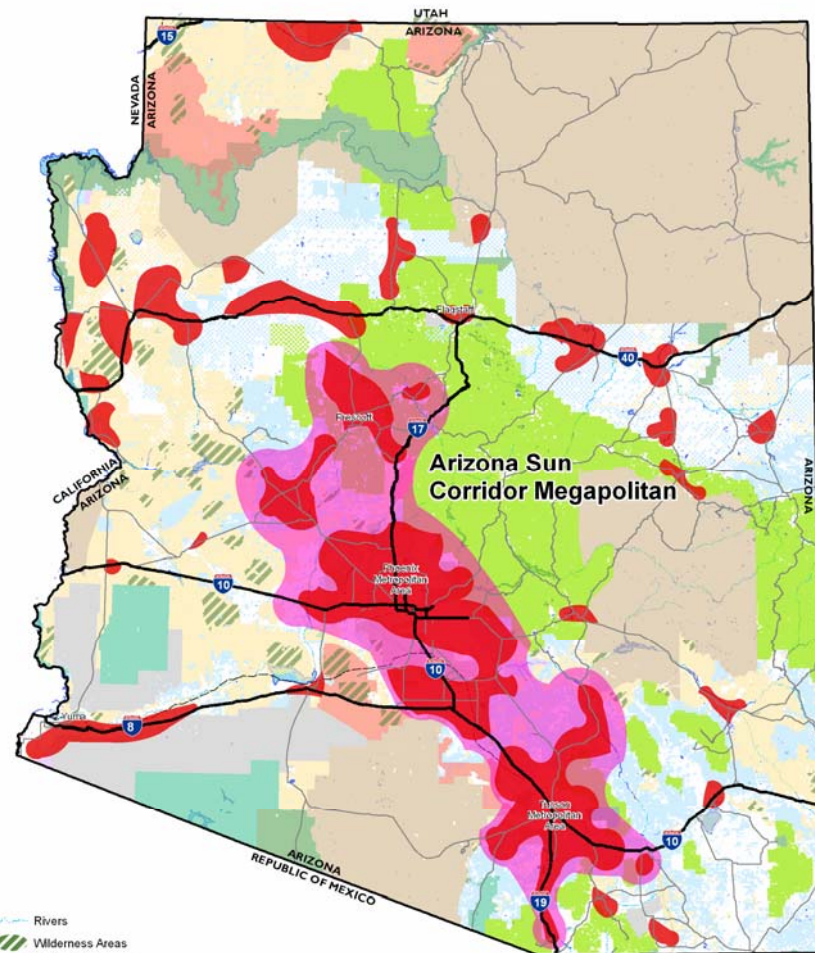 UTAH
ARIZONA
15
NEVADA
ARIZONA
Flagstaff
40
Prescott
17
Arizona Sun
Corridor Megapolitan
CALIFORNIA
ARIZONA
ARIZONA
Phoenix
Metropolitan
Area
10
10
Yuma
8
Tucson
Metropolitan
Area
10
ARIZONA
REPUBLIC OF MEXICO
19
Rivers
Wilderness Areas